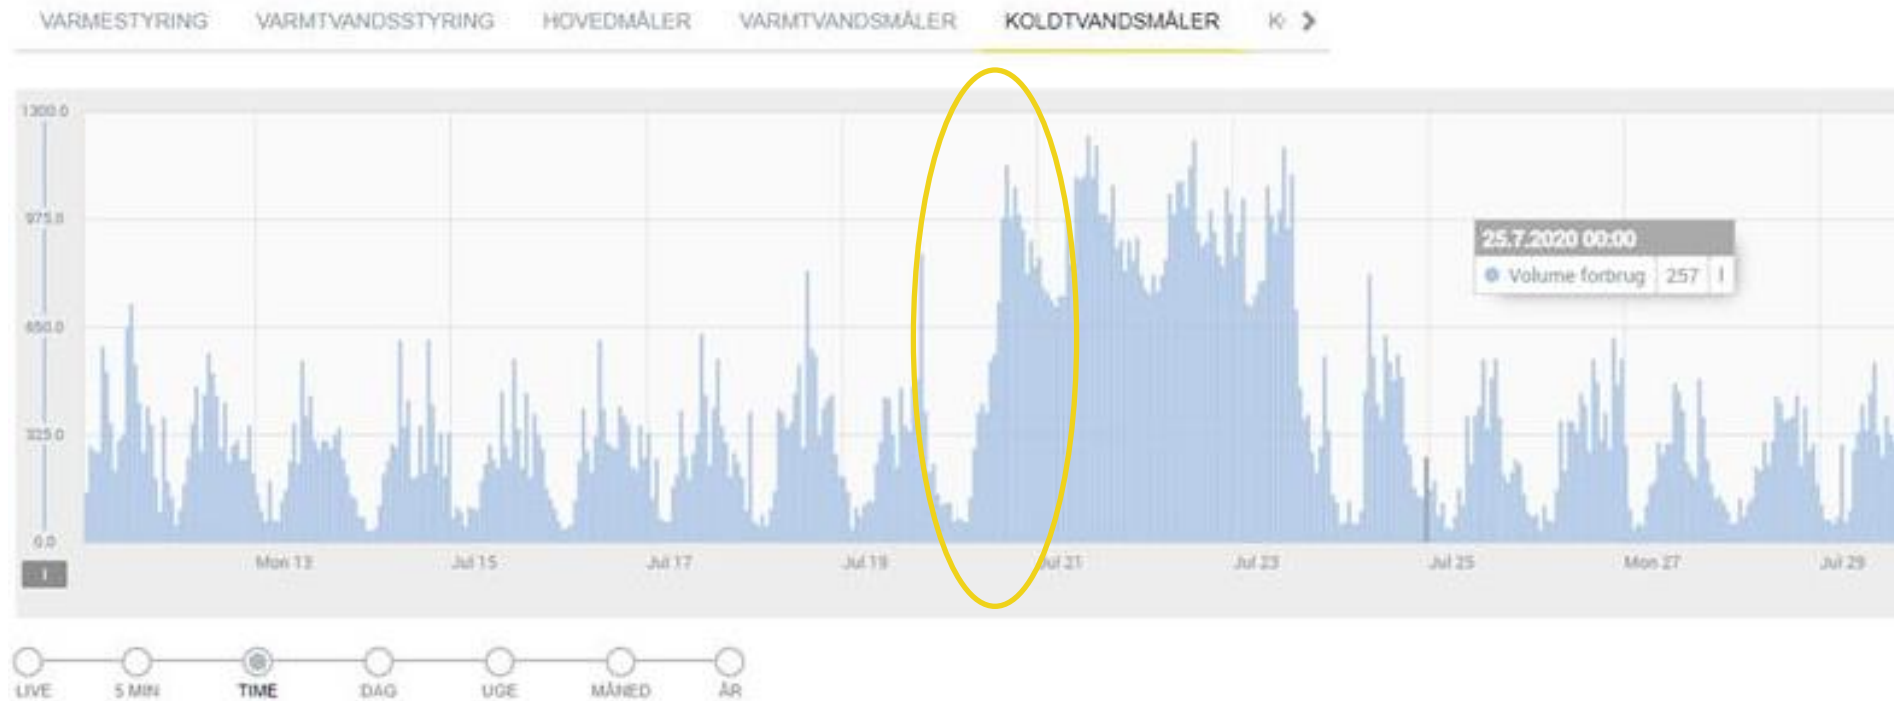 VARMESTYRING VARMTVANDSSTYRING HOVEDMÅLER VARMTVANDSMÅLER KOLDTVANDSMÅLER K
1300.0
975.0
650.0
325.0
0.0
25.7.2020 00:00
Volume forbrug 257 l
l
Mon 13 Jul 15 Jul 17 Jul 19 Jul 21 Jul 23 Jul 25 Mon 27 Jul 29
LIVE 5 MIN TIME DAG UGE MÅNED ÅR